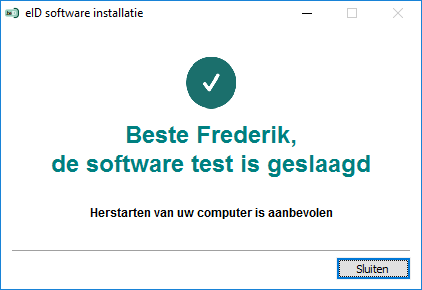 eID software installatie
Beste Frederik,
de software test is geslaagd
Herstarten van uw computer is aanbevolen
Sluiten